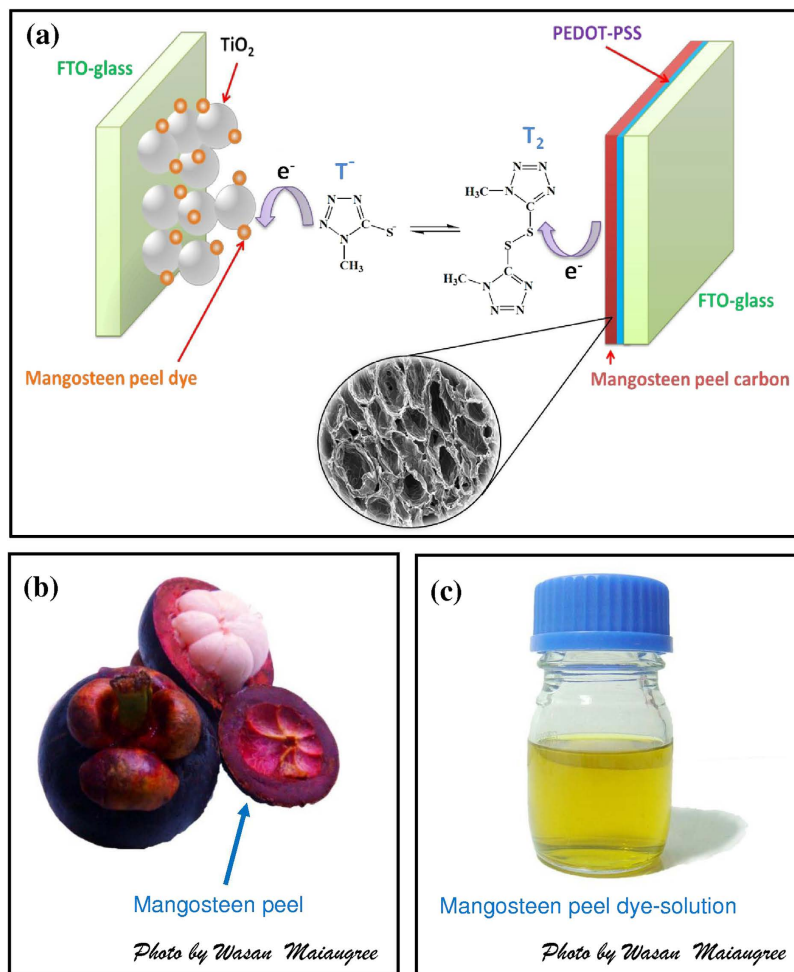 (a)
TiO₂
FTO-glass
PEDOT-PSS
e⁻
T⁻
T₂
N N
N C
N S⁻
CH₃
N N
H₃C N N
C
S
S
H₃C C
N N
N N
e⁻
FTO-glass
Mangosteen peel dye
Mangosteen peel carbon
(b)
Mangosteen peel
Photo by Wasan Maiaugree
(c)
Mangosteen peel dye-solution
Photo by Wasan Maiaugree